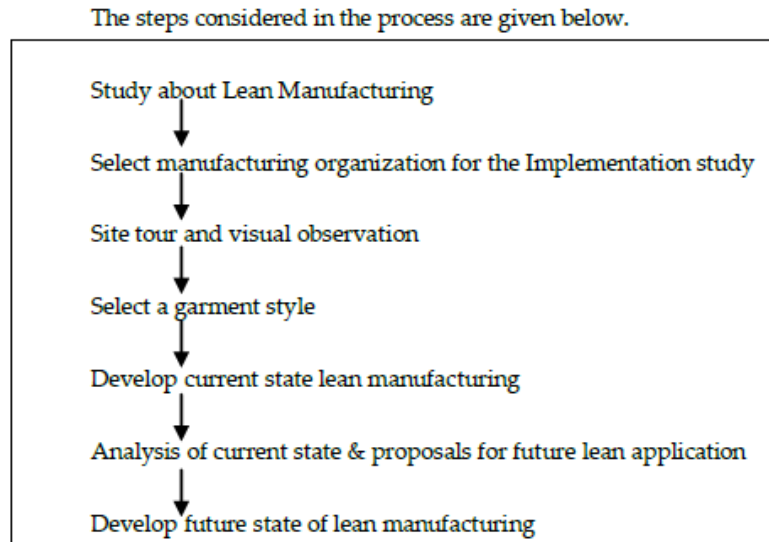 The steps considered in the process are given below.
Study about Lean Manufacturing
Select manufacturing organization for the Implementation study
Site tour and visual observation
Select a garment style
Develop current state lean manufacturing
Analysis of current state & proposals for future lean application
Develop future state of lean manufacturing